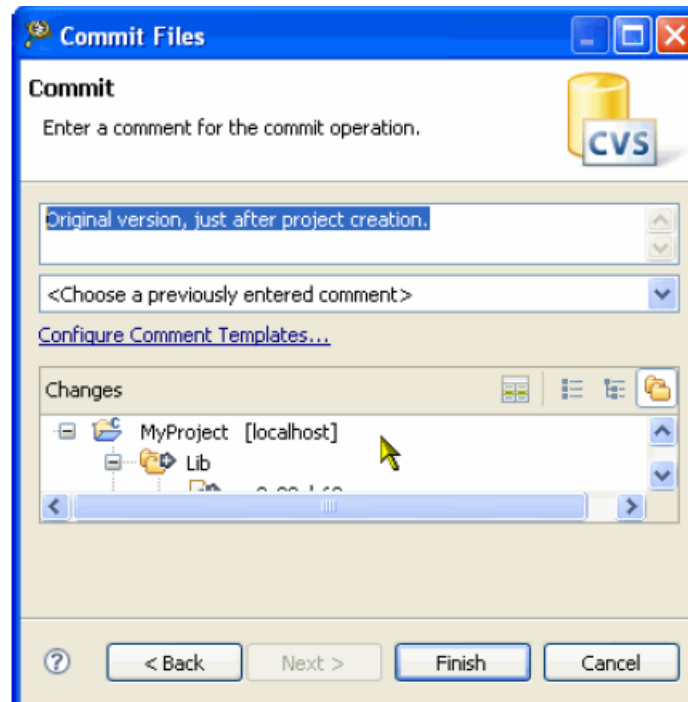 Commit Files
Commit
Enter a comment for the commit operation.
CVS
Original version, just after project creation.
<Choose a previously entered comment>
Configure Comment Templates...
Changes
MyProject [localhost]
Lib
< Back
Next >
Finish
Cancel